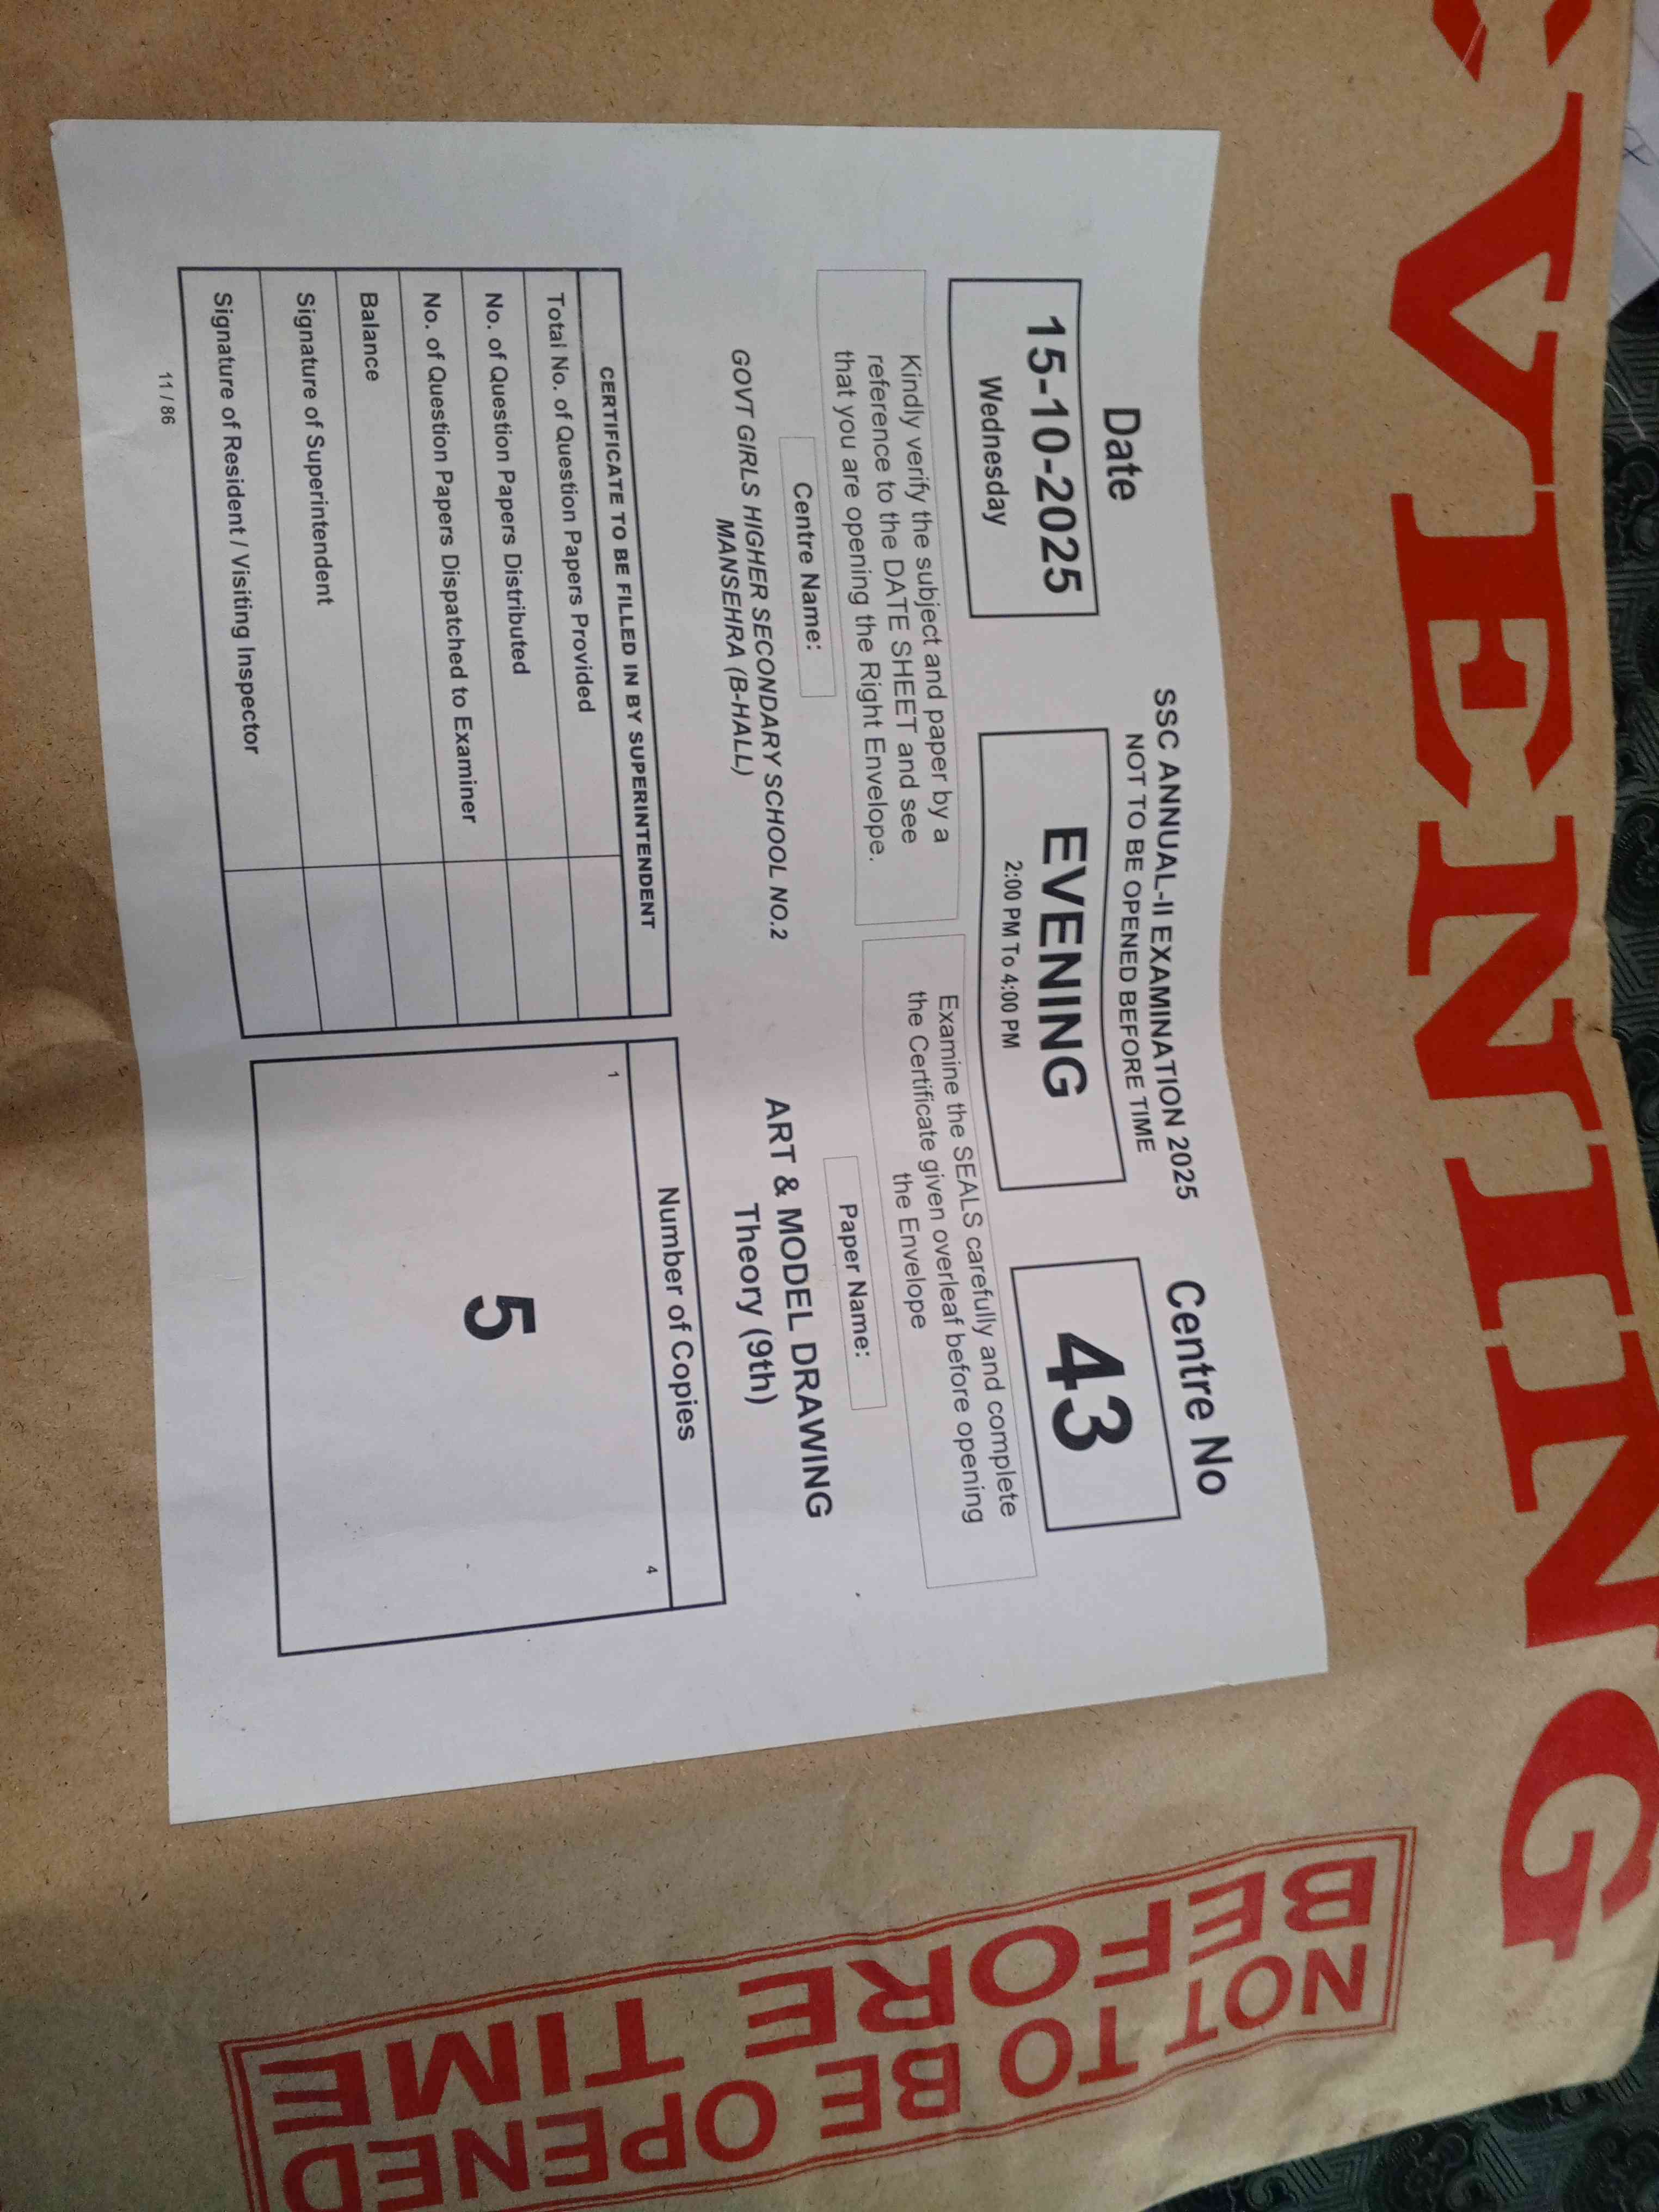 EVENING
SSC ANNUAL-II EXAMINATION 2025
NOT TO BE OPENED BEFORE TIME
Date
15-10-2025
Wednesday
EVENING
2:00 PM To 4:00 PM
Centre No
43
Kindly verify the subject and paper by a
reference to the DATE SHEET and see
that you are opening the Right Envelope.
Examine the SEALS carefully and complete
the Certificate given overleaf before opening
the Envelope
Centre Name:
GOVT GIRLS HIGHER SECONDARY SCHOOL NO.2
MANSEHRA (B-HALL)
Paper Name:
ART & MODEL DRAWING
Theory (9th)
CERTIFICATE TO BE FILLED IN BY SUPERINTENDENT
Total No. of Question Papers Provided
No. of Question Papers Distributed
No. of Question Papers Dispatched to Examiner
Balance
Signature of Superintendent
Signature of Resident / Visiting Inspector
Number of Copies
1
4
5
11 / 86
NOT TO BE OPENED
BEFORE TIME